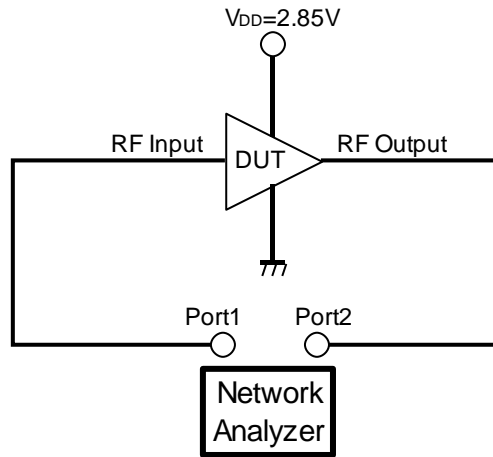 VDD=2.85V
RF Input
DUT
RF Output
Port1
Port2
Network
Analyzer